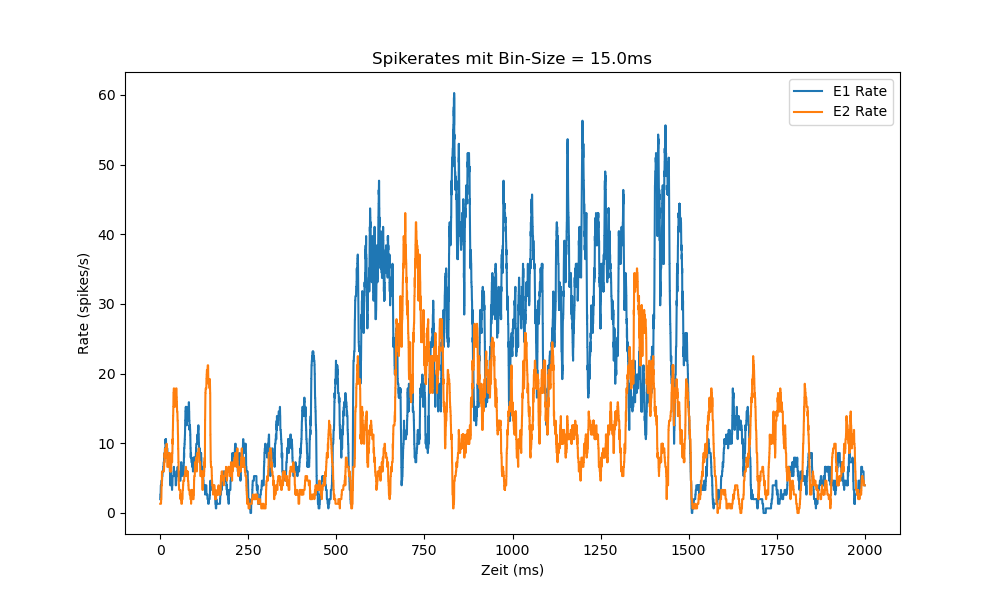 Spikerates mit Bin-Size = 15.0ms
E1 Rate
E2 Rate
60
50
40
30
20
10
0
Rate (spikes/s)
0 250 500 750 1000 1250 1500 1750 2000
Zeit (ms)